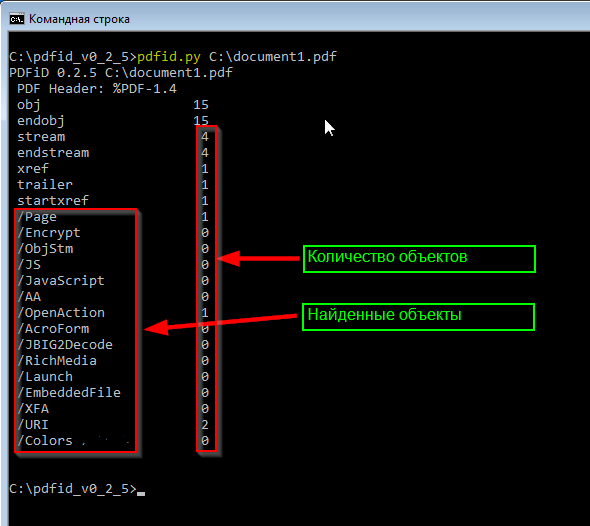 Командная строка
C:\pdfid_v0_2_5>pdfid.py C:\document1.pdf
PDFiD 0.2.5 C:\document1.pdf
PDF Header: %PDF-1.4
obj 15
endobj 15
stream 4
endstream 4
xref 1
trailer 1
startxref 1
/Page 1
/Encrypt 0
/ObjStm 0
/JS 0
/JavaScript 0
/AA 0
/OpenAction 1
/AcroForm 0
/JBIG2Decode 0
/RichMedia 0
/Launch 0
/EmbeddedFile 0
/XFA 0
/URI 2
/Colors 0
Количество объектов
Найденные объекты
C:\pdfid_v0_2_5>